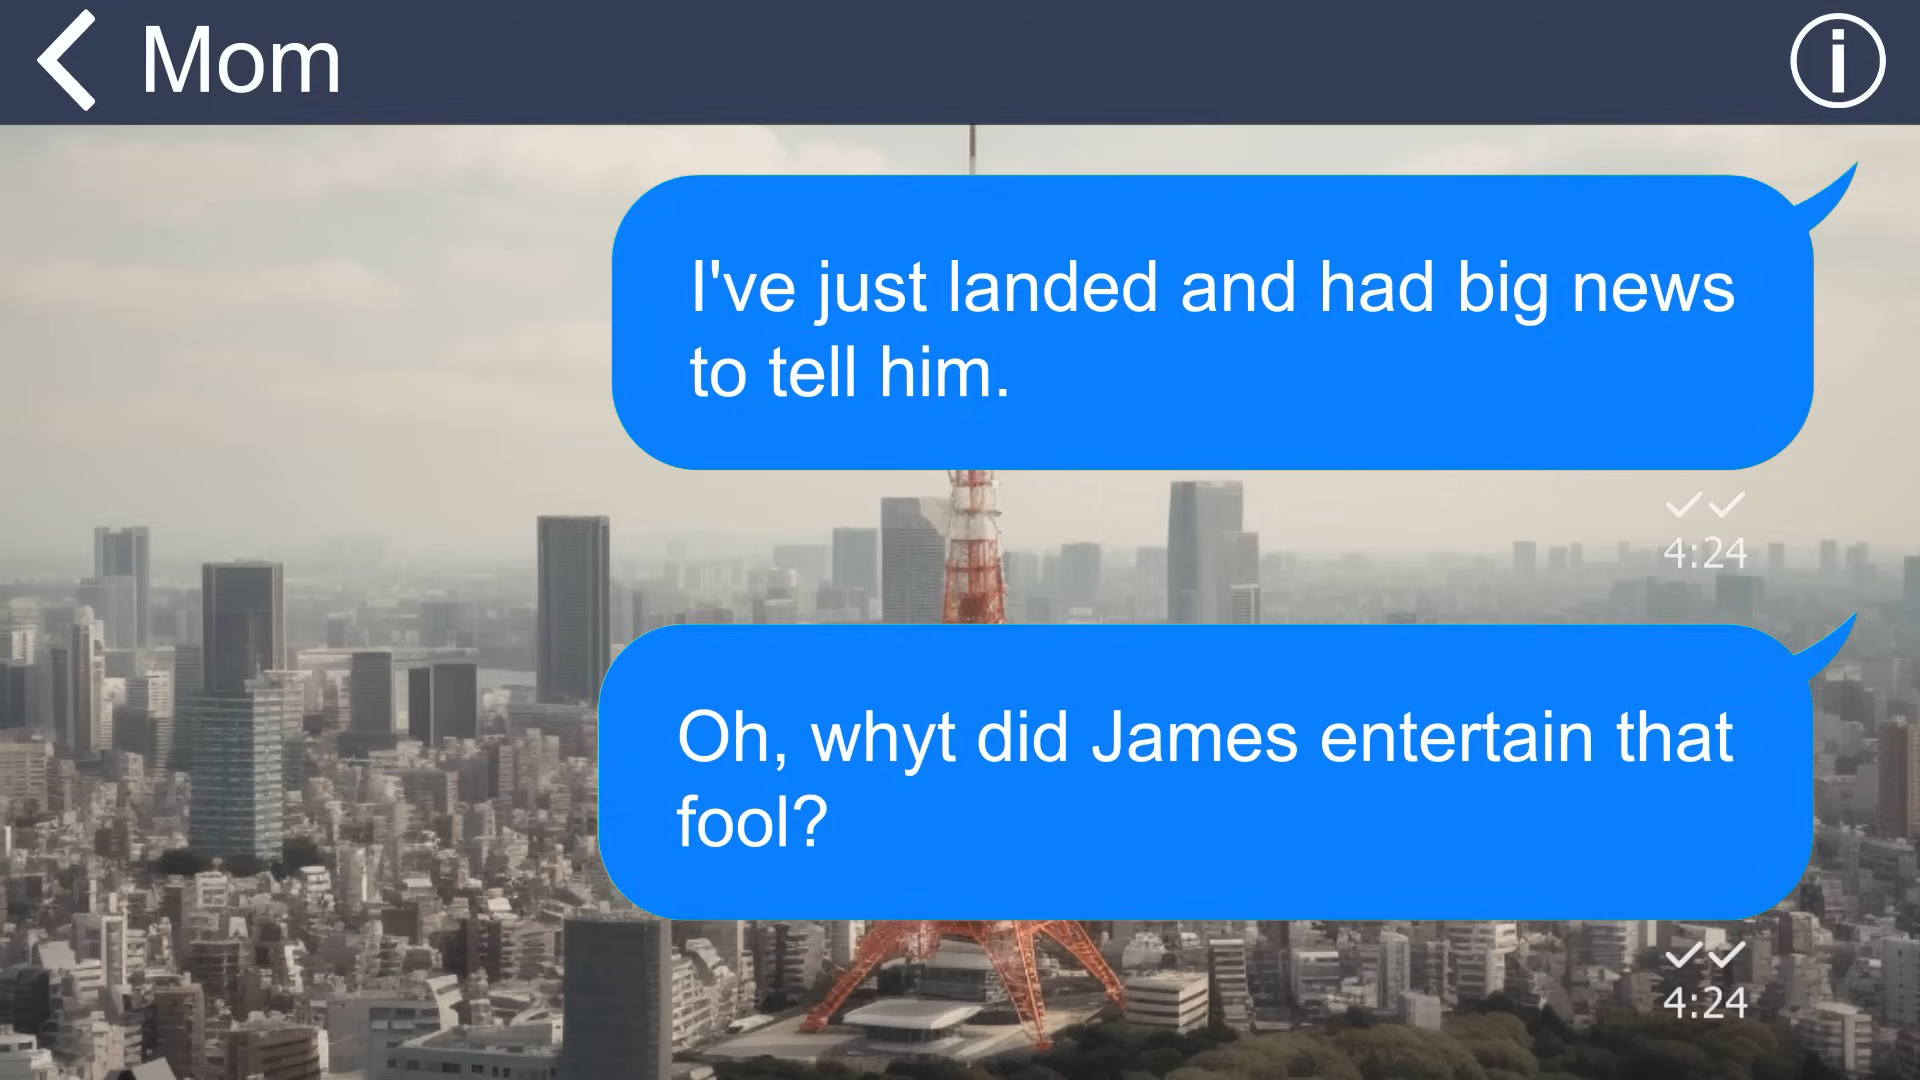 Mom
I've just landed and had big news
to tell him.
4:24
Oh, whyt did James entertain that
fool?
4:24